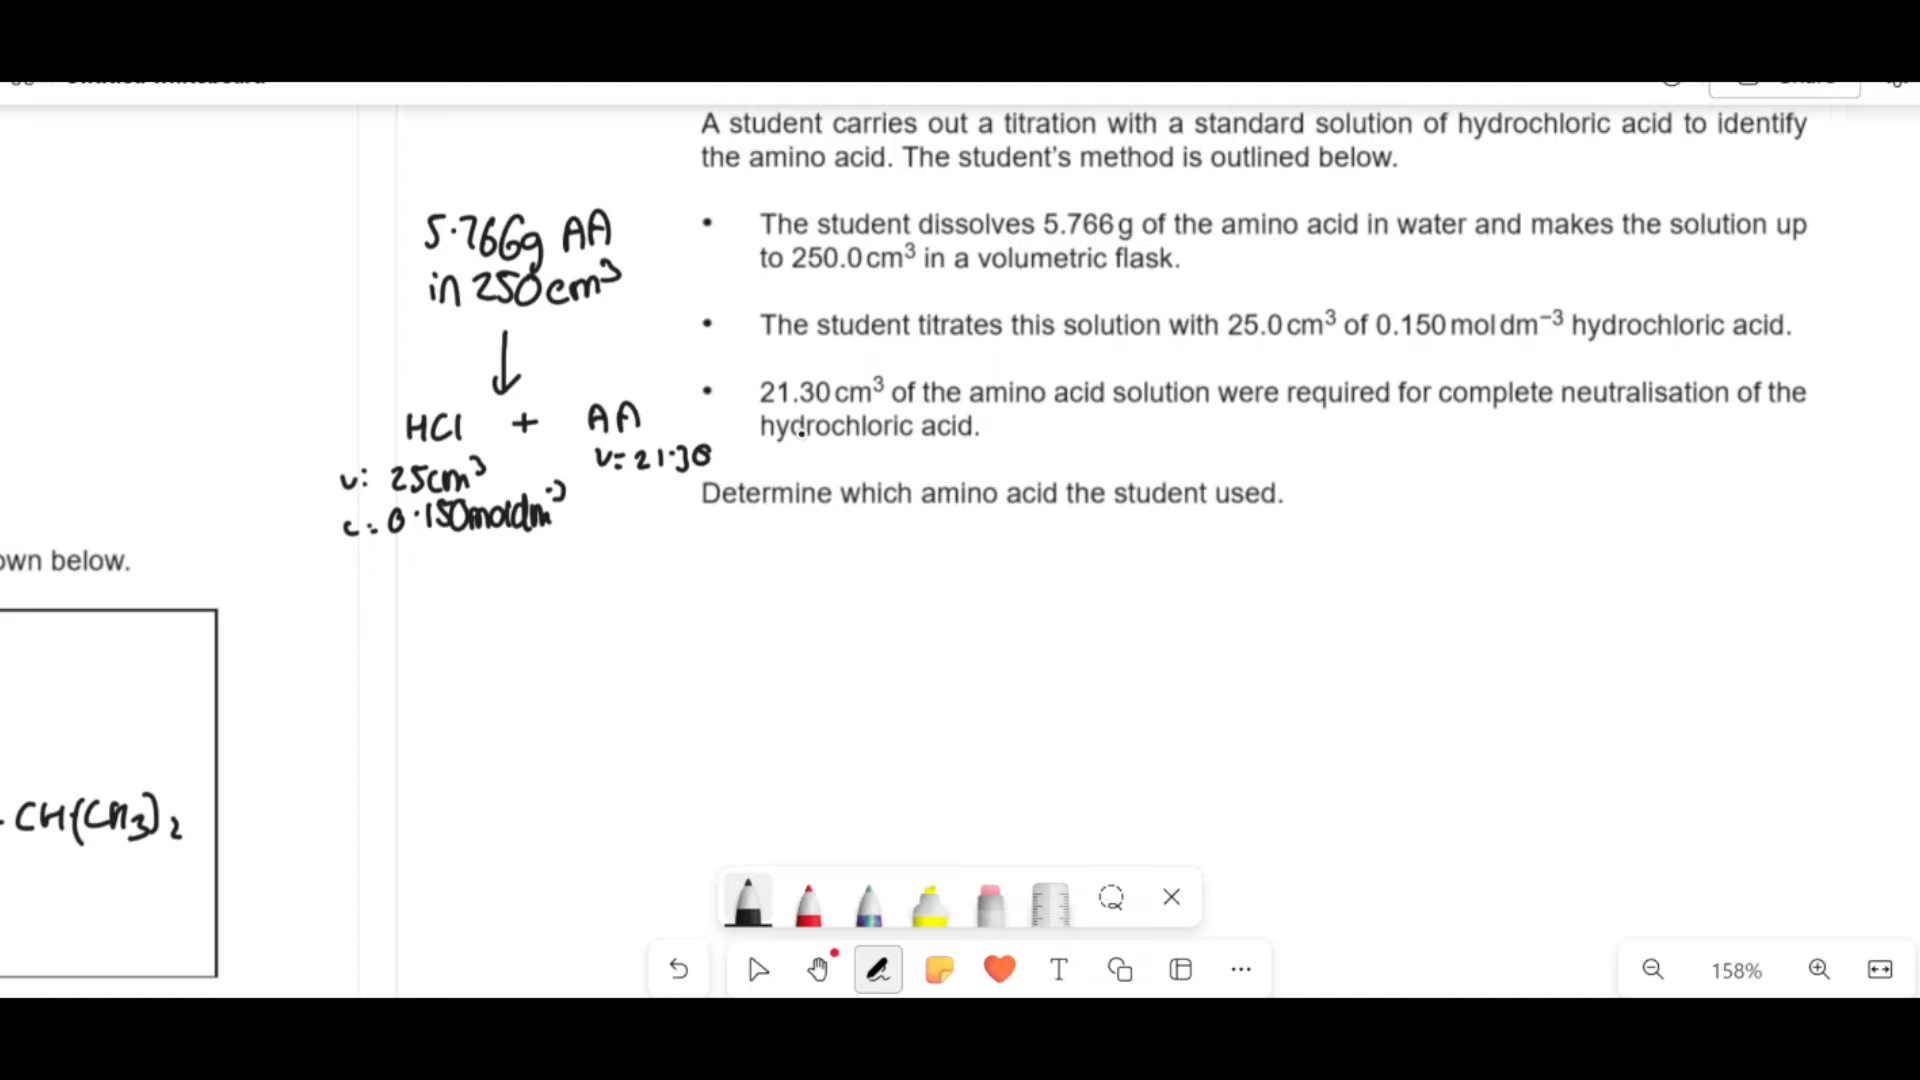 A student carries out a titration with a standard solution of hydrochloric acid to identify
the amino acid. The student's method is outlined below.
• The student dissolves 5.766 g of the amino acid in water and makes the solution up
to 250.0 cm³ in a volumetric flask.
• The student titrates this solution with 25.0 cm³ of 0.150 mol dm⁻³ hydrochloric acid.
• 21.30 cm³ of the amino acid solution were required for complete neutralisation of the
hydrochloric acid.
Determine which amino acid the student used.
5.766g AA
in 250cm³
↓
HCl + AA
v: 25cm³
v= 21.30
c: 0.150moldm⁻³
own below.
CH(CH₃)₂
158%